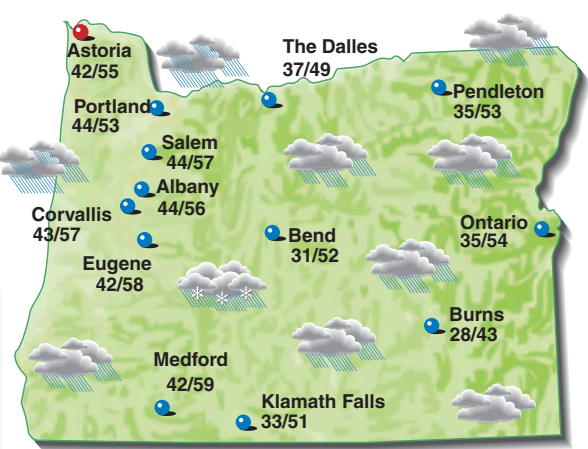 Astoria
42/55
The Dalles
37/49
Pendleton
35/53
Portland
44/53
Salem
44/57
Albany
44/56
Corvallis
43/57
Ontario
35/54
Bend
31/52
Eugene
42/58
Burns
28/43
Medford
42/59
Klamath Falls
33/51